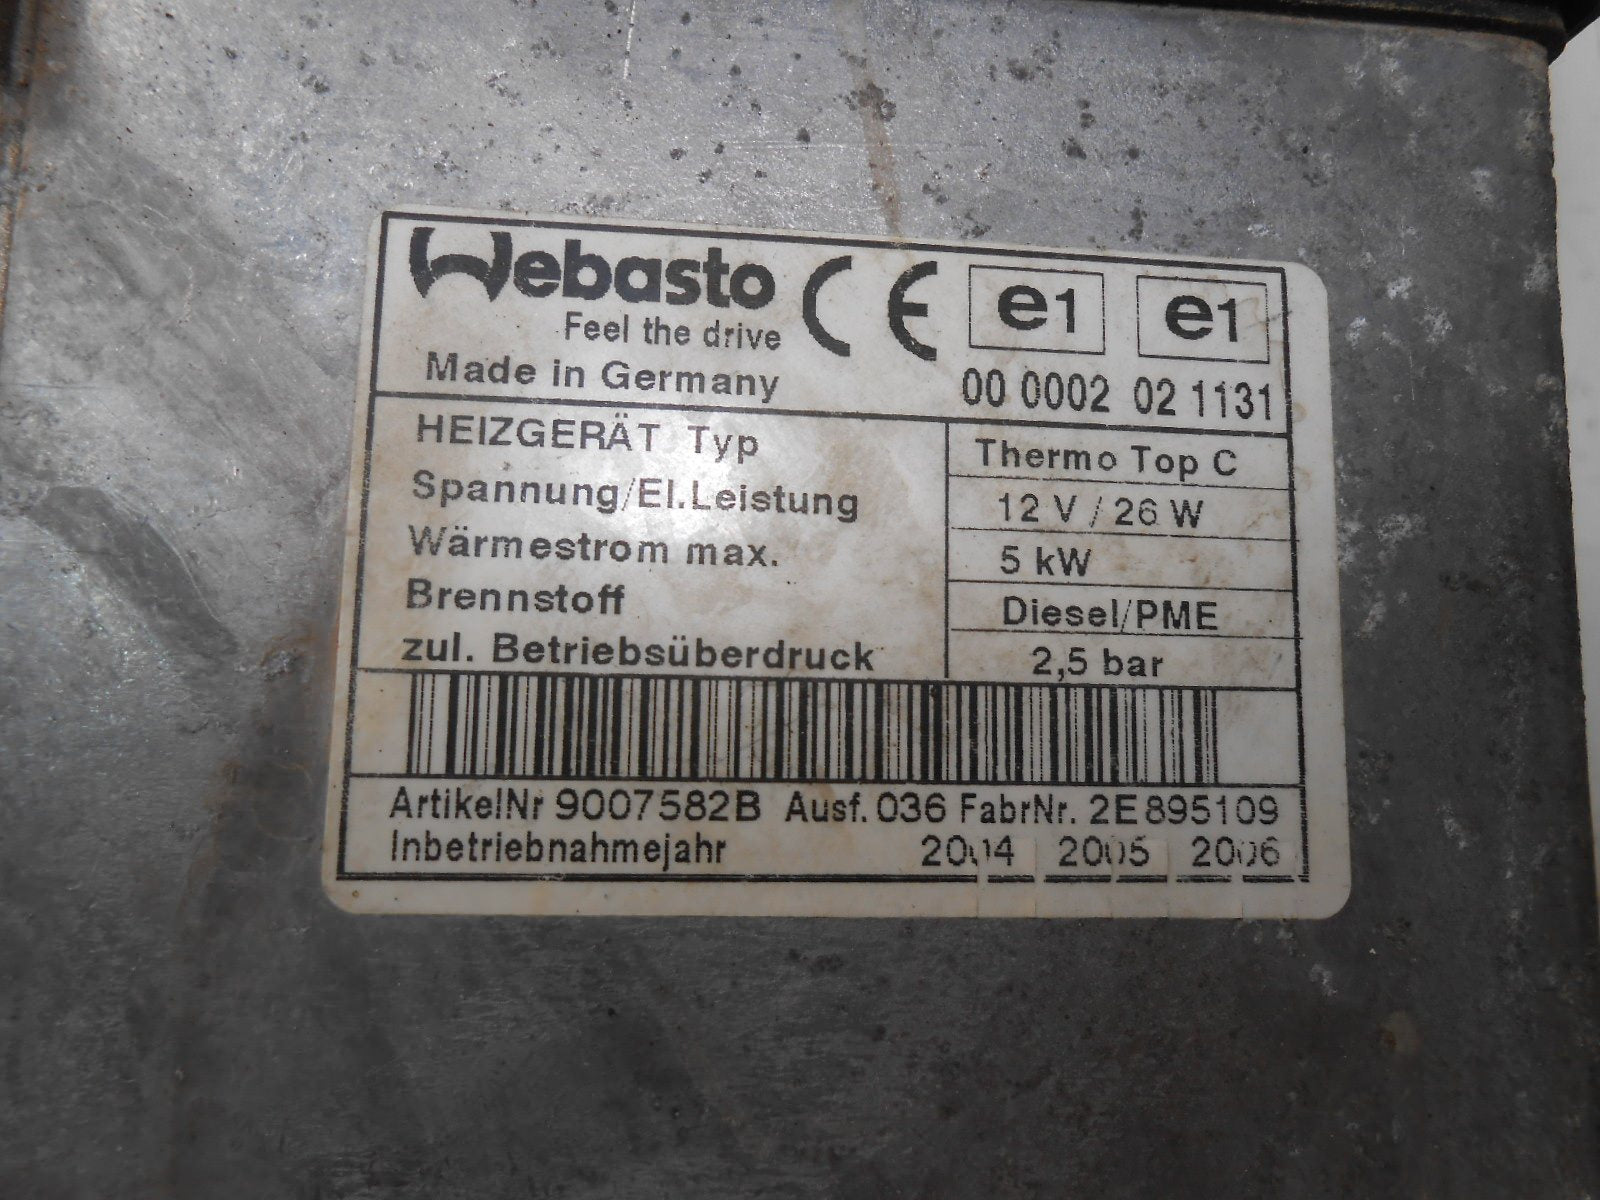 Webasto
Feel the drive
Made in Germany
CE e1 e1
00 0002 02 1131
HEIZGERÄT Typ Thermo Top C
Spannung/El.Leistung 12 V / 26 W
Wärmestrom max. 5 kW
Brennstoff Diesel/PME
zul. Betriebsüberdruck 2,5 bar
ArtikelNr 9007582B Ausf. 036 FabrNr. 2E895109
Inbetriebnahmejahr 2004 2005 2006